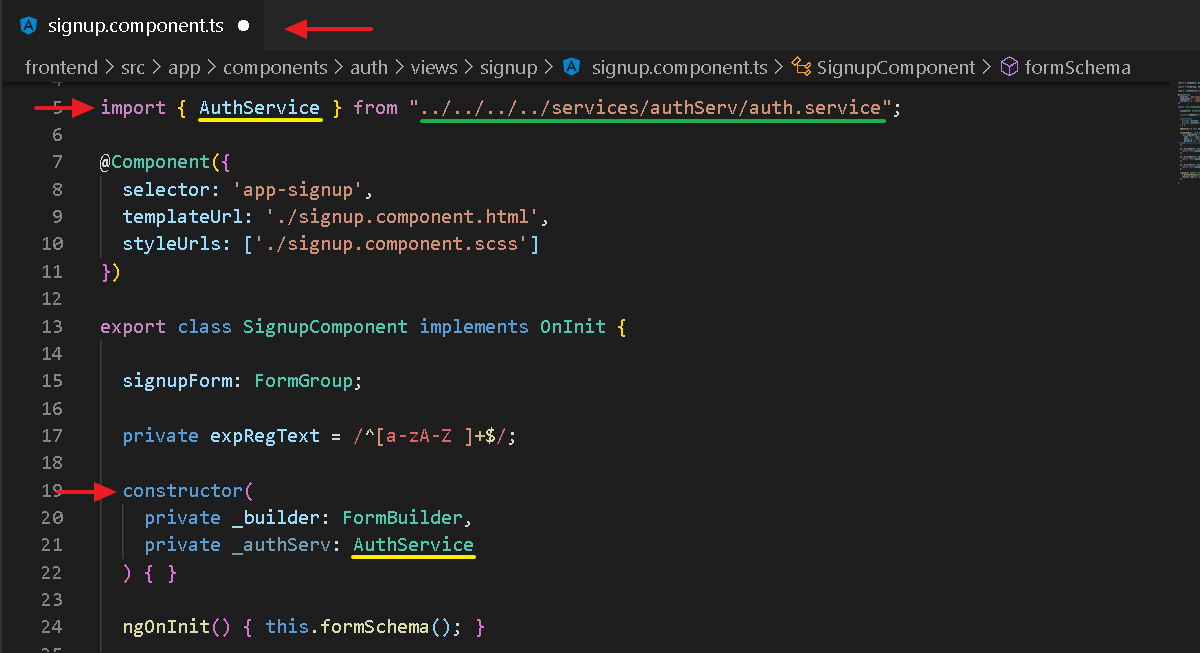 signup.component.ts
frontend > src > app > components > auth > views > signup > signup.component.ts > SignupComponent > formSchema
5 import { AuthService } from "../../../../services/authServ/auth.service";
6
7 @Component({
8 selector: 'app-signup',
9 templateUrl: './signup.component.html',
10 styleUrls: ['./signup.component.scss']
11 })
12
13 export class SignupComponent implements OnInit {
14
15 signupForm: FormGroup;
16
17 private expRegText = /^[a-zA-Z ]+$/;
18
19 constructor(
20 private _builder: FormBuilder,
21 private _authServ: AuthService
22 ) { }
23
24 ngOnInit() { this.formSchema(); }